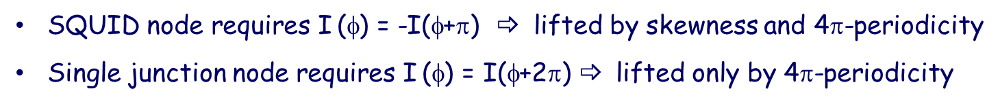 • SQUID node requires I (ϕ) = -I(ϕ+π) ⇨ lifted by skewness and 4π-periodicity
• Single junction node requires I (ϕ) = I(ϕ+2π) ⇨ lifted only by 4π-periodicity